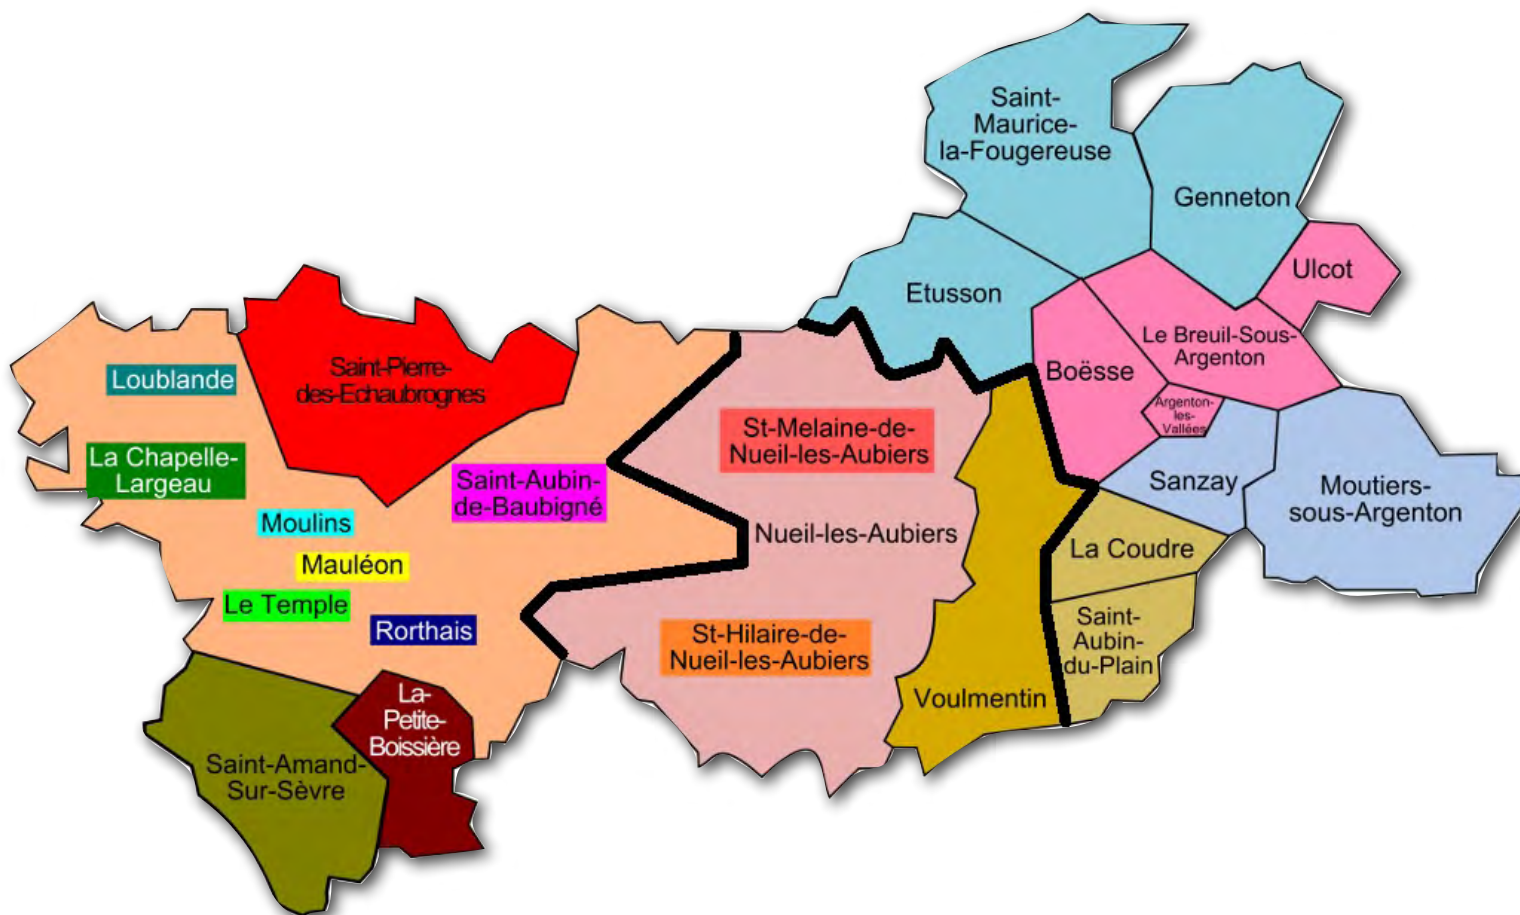 Saint-
Maurice-
la-Fougereuse
Genneton
Ulcot
Etusson
Le Breuil-Sous-
Argenton
Boësse
Argenton-
les-
Vallées
Saint-Pierre-
des-Echaubrognes
Loublande
La Chapelle-
Largeau
Saint-Aubin-
de-Baubigné
St-Melaine-de-
Nueil-les-Aubiers
Sanzay
Moutiers-
sous-Argenton
Moulins
Nueil-les-Aubiers
La Coudre
Mauléon
Le Temple
Rorthais
St-Hilaire-de-
Nueil-les-Aubiers
Saint-
Aubin-
du-Plain
Voulmentin
La-
Petite-
Boissière
Saint-Amand-
Sur-Sèvre